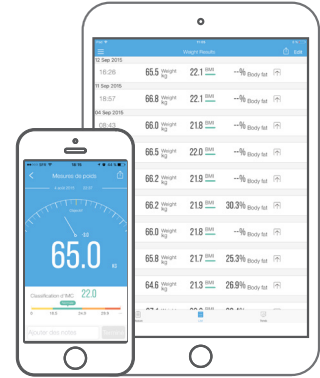 Weight Results
Edit
12 Sep 2015
16:26 65.5 Weight kg 22.1 BMI --% Body fat
11 Sep 2015
18:57 66.8 Weight kg 22.1 BMI --% Body fat
04 Sep 2015
08:43 66.0 Weight kg 21.8 BMI --% Body fat
66.5 Weight kg 22.0 BMI --% Body fat
66.2 Weight kg 21.9 BMI --% Body fat
66.2 Weight kg 21.9 BMI 30.3% Body fat
66.0 Weight kg 21.8 BMI --% Body fat
65.8 Weight kg 21.7 BMI 25.3% Body fat
64.6 Weight kg 21.3 BMI 26.9% Body fat
Mesures de poids
65.0
KG
Classification d'IMC 22.0
Ajouter des notes